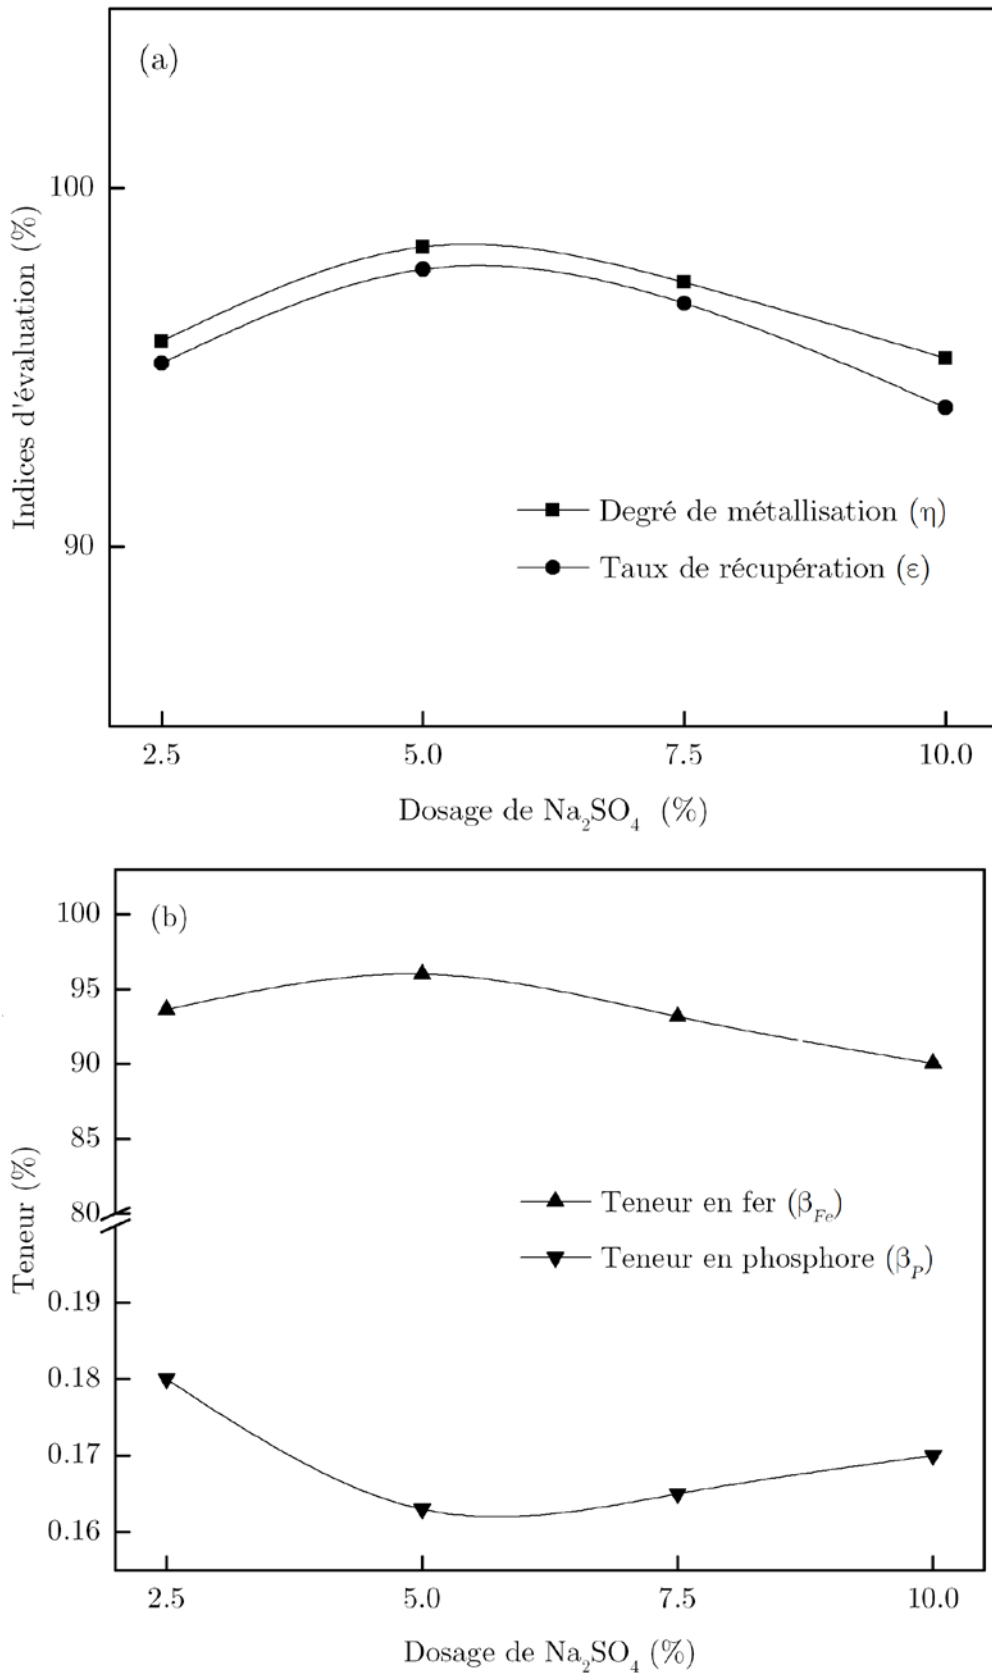 (a)
100
90
Indices d'évaluation (%)
Degré de métallisation (η)
Taux de récupération (ε)
2.5 5.0 7.5 10.0
Dosage de Na₂SO₄ (%)
(b)
100
95
90
85
80
0.19
0.18
0.17
0.16
Teneur (%)
Teneur en fer (β_Fe)
Teneur en phosphore (β_P)
2.5 5.0 7.5 10.0
Dosage de Na₂SO₄ (%)